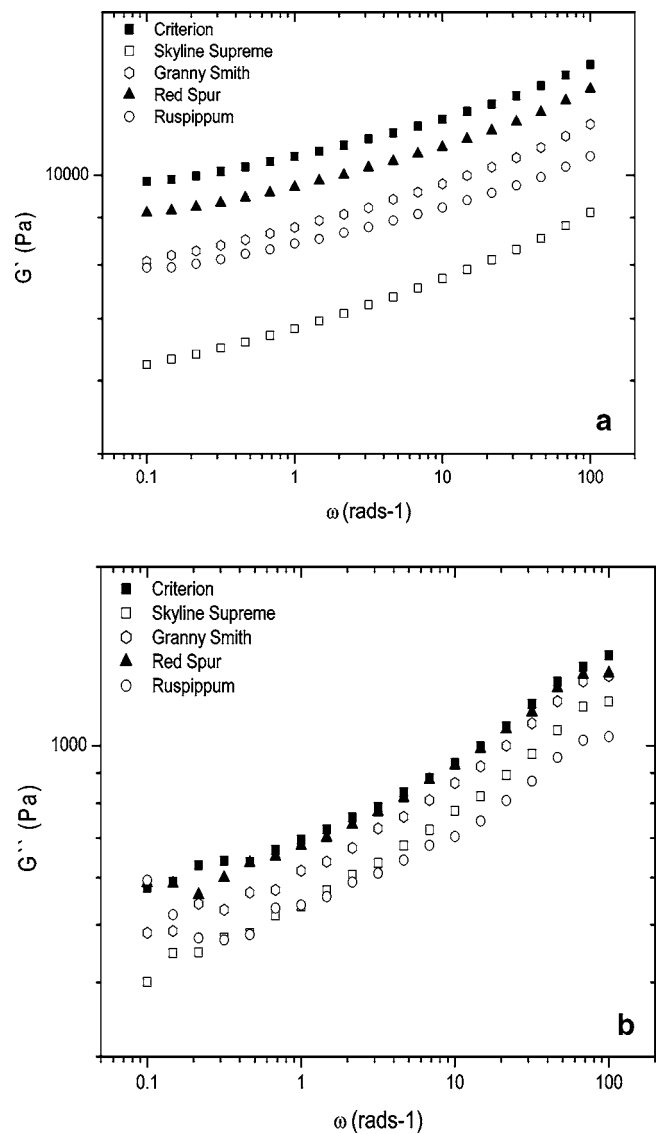 Criterion
Skyline Supreme
Granny Smith
Red Spur
Ruspippum
10000
G` (Pa)
a
0.1 1 10 100
ω (rads-1)
Criterion
Skyline Supreme
Granny Smith
Red Spur
Ruspippum
1000
G`` (Pa)
b
0.1 1 10 100
ω (rads-1)